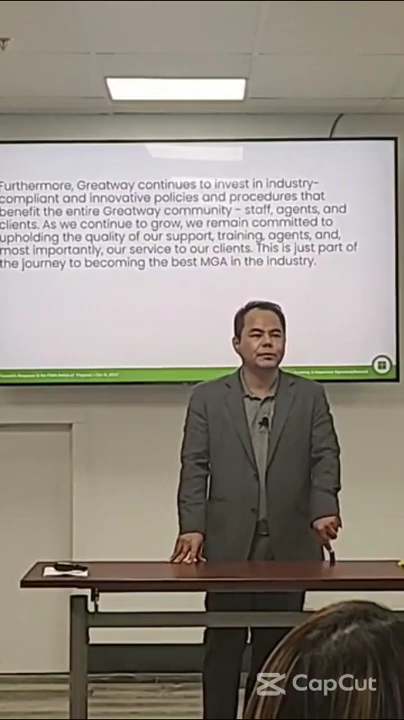 Furthermore, Greatway continues to invest in industry-
compliant and innovative policies and procedures that
benefit the entire Greatway community - staff, agents, and
clients. As we continue to grow, we remain committed to
upholding the quality of our support, training, agents, and,
most importantly, our service to our clients. This is just part
of the journey to becoming the best MGA in the industry.
CapCut